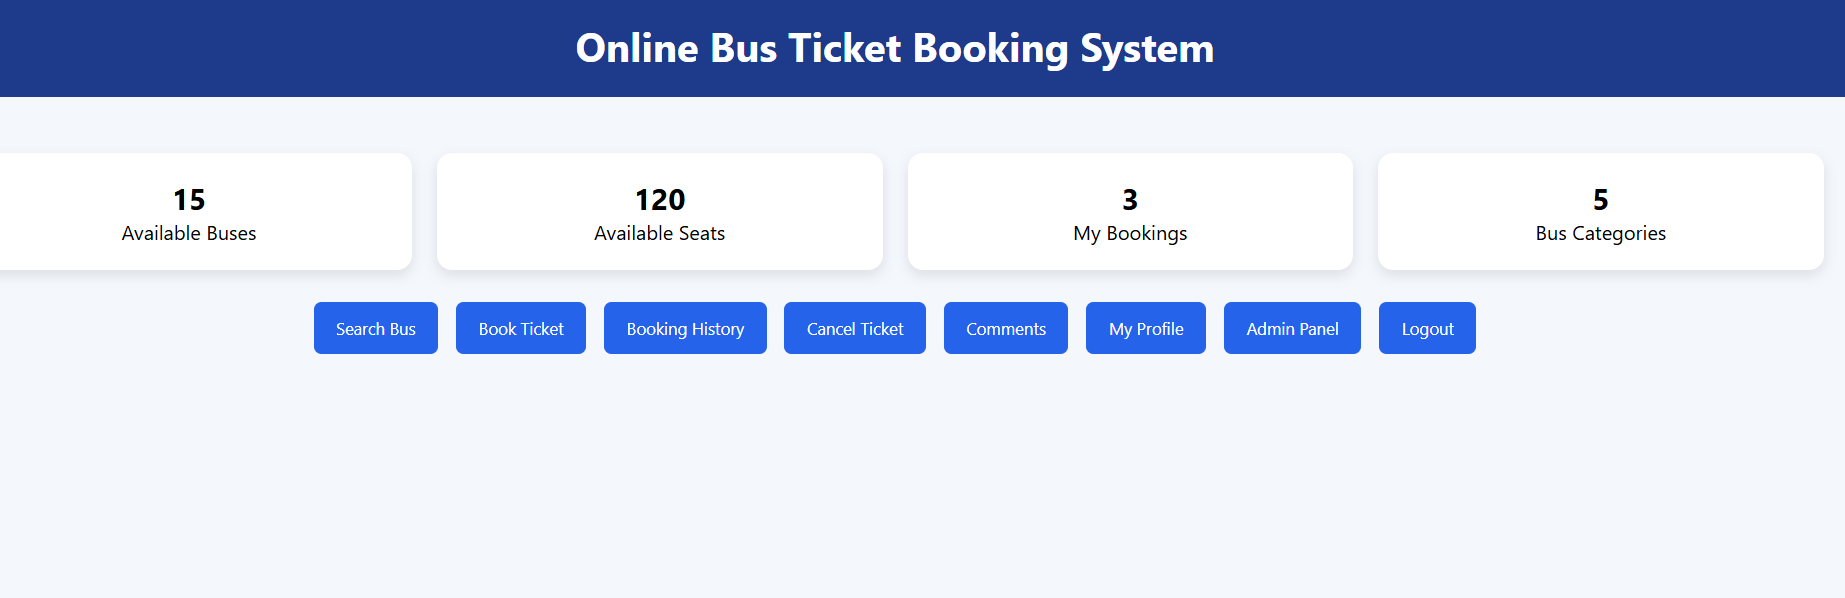 Online Bus Ticket Booking System
15
Available Buses
120
Available Seats
3
My Bookings
5
Bus Categories
Search Bus
Book Ticket
Booking History
Cancel Ticket
Comments
My Profile
Admin Panel
Logout